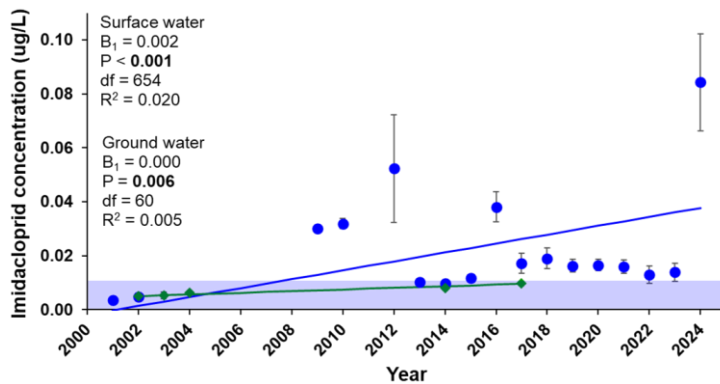 Surface water
B₁ = 0.002
P < 0.001
df = 654
R² = 0.020
Ground water
B₁ = 0.000
P = 0.006
df = 60
R² = 0.005
Imidacloprid concentration (ug/L)
0.10
0.08
0.06
0.04
0.02
0.00
2000
2002
2004
2006
2008
2010
2012
2014
2016
2018
2020
2022
2024
Year